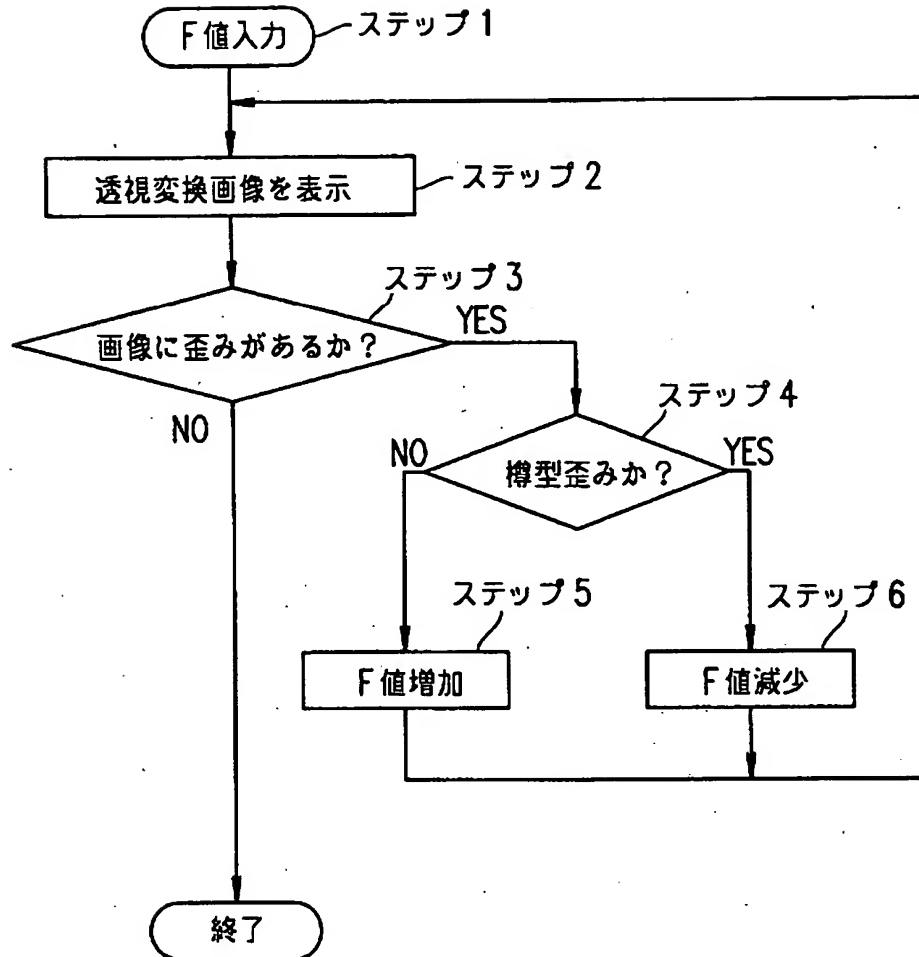 F値入力
ステップ1
透視変換画像を表示
ステップ2
ステップ3
画像に歪みがあるか?
YES
NO
ステップ4
樽型歪みか?
NO
YES
ステップ5
F値増加
ステップ6
F値減少
終了